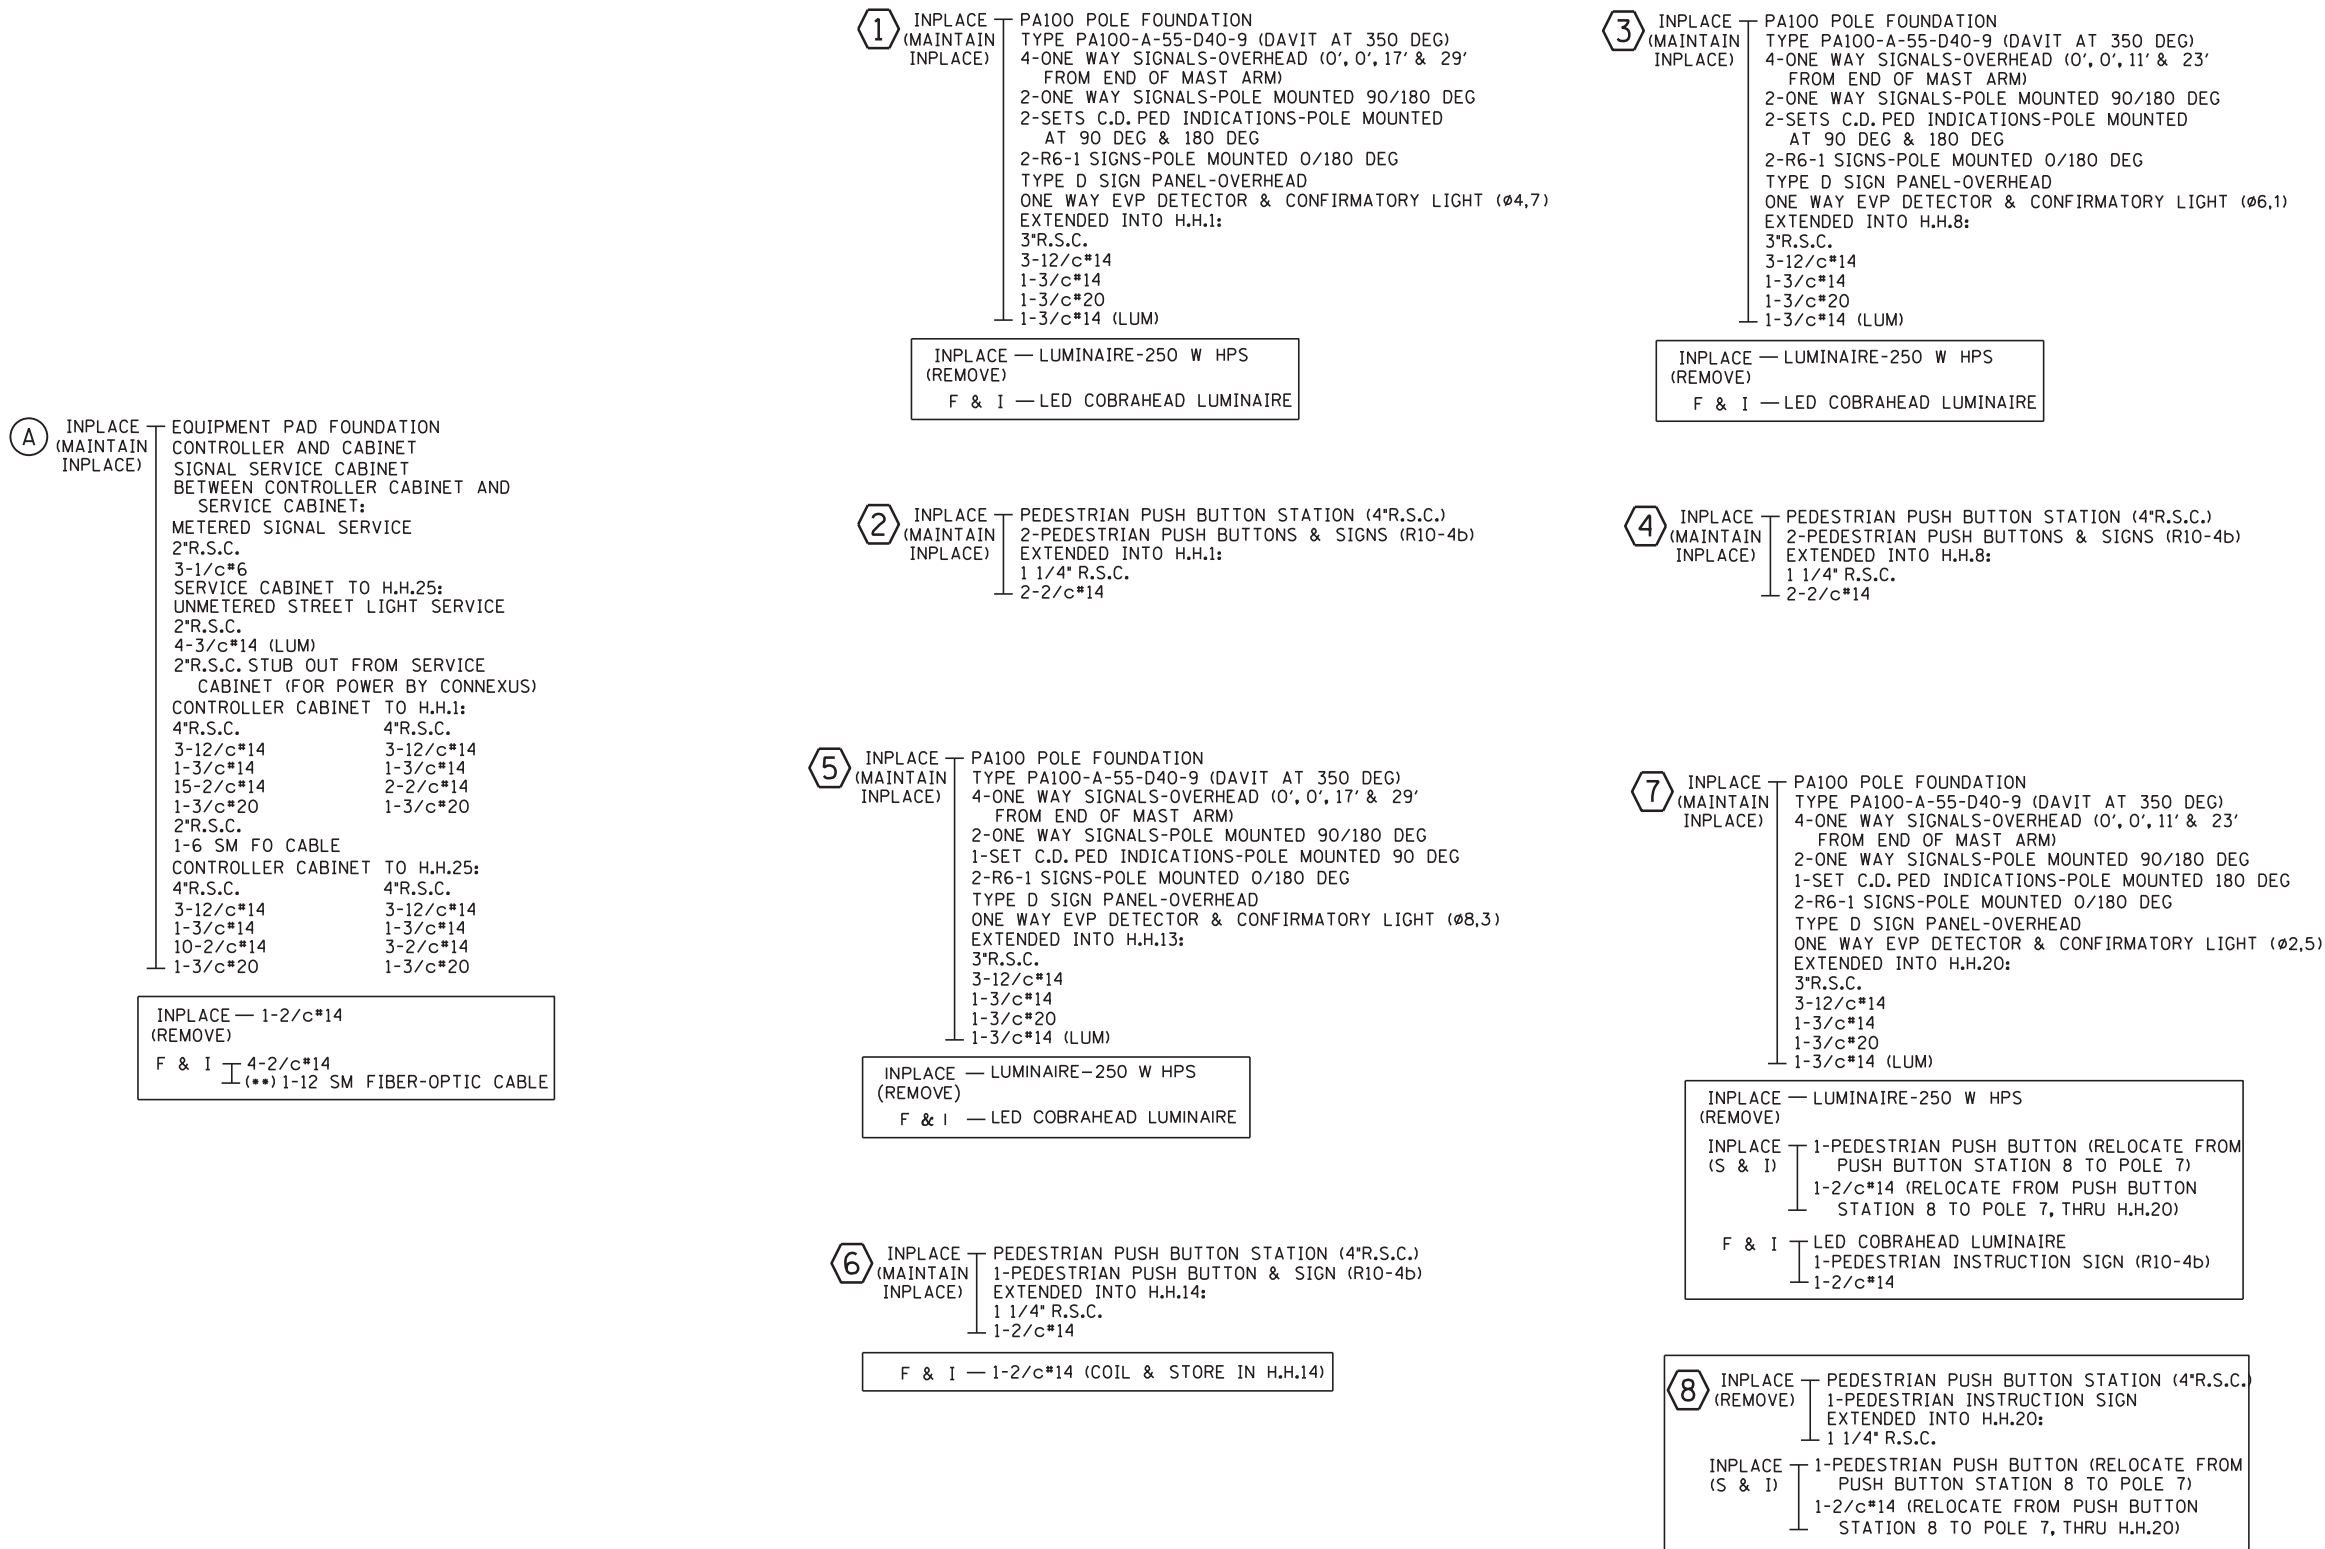 A
INPLACE
(MAINTAIN
INPLACE)
EQUIPMENT PAD FOUNDATION
CONTROLLER AND CABINET
SIGNAL SERVICE CABINET
BETWEEN CONTROLLER CABINET AND
SERVICE CABINET:
METERED SIGNAL SERVICE
2"R.S.C.
3-1/c#6
SERVICE CABINET TO H.H.25:
UNMETERED STREET LIGHT SERVICE
2"R.S.C.
4-3/c#14 (LUM)
2"R.S.C. STUB OUT FROM SERVICE
CABINET (FOR POWER BY CONNEXUS)
CONTROLLER CABINET TO H.H.1:
4"R.S.C. 4"R.S.C.
3-12/c#14 3-12/c#14
1-3/c#14 1-3/c#14
15-2/c#14 2-2/c#14
1-3/c#20 1-3/c#20
2"R.S.C.
1-6 SM FO CABLE
CONTROLLER CABINET TO H.H.25:
4"R.S.C. 4"R.S.C.
3-12/c#14 3-12/c#14
1-3/c#14 1-3/c#14
10-2/c#14 3-2/c#14
1-3/c#20 1-3/c#20
INPLACE — 1-2/c#14
(REMOVE)
F & I 4-2/c#14
(**) 1-12 SM FIBER-OPTIC CABLE
1
INPLACE
(MAINTAIN
INPLACE)
PA100 POLE FOUNDATION
TYPE PA100-A-55-D40-9 (DAVIT AT 350 DEG)
4-ONE WAY SIGNALS-OVERHEAD (0', 0', 17' & 29'
FROM END OF MAST ARM)
2-ONE WAY SIGNALS-POLE MOUNTED 90/180 DEG
2-SETS C.D. PED INDICATIONS-POLE MOUNTED
AT 90 DEG & 180 DEG
2-R6-1 SIGNS-POLE MOUNTED 0/180 DEG
TYPE D SIGN PANEL-OVERHEAD
ONE WAY EVP DETECTOR & CONFIRMATORY LIGHT (ø4,7)
EXTENDED INTO H.H.1:
3"R.S.C.
3-12/c#14
1-3/c#14
1-3/c#20
1-3/c#14 (LUM)
INPLACE — LUMINAIRE-250 W HPS
(REMOVE)
F & I — LED COBRAHEAD LUMINAIRE
2
INPLACE
(MAINTAIN
INPLACE)
PEDESTRIAN PUSH BUTTON STATION (4"R.S.C.)
2-PEDESTRIAN PUSH BUTTONS & SIGNS (R10-4b)
EXTENDED INTO H.H.1:
1 1/4" R.S.C.
2-2/c#14
3
INPLACE
(MAINTAIN
INPLACE)
PA100 POLE FOUNDATION
TYPE PA100-A-55-D40-9 (DAVIT AT 350 DEG)
4-ONE WAY SIGNALS-OVERHEAD (0', 0', 11' & 23'
FROM END OF MAST ARM)
2-ONE WAY SIGNALS-POLE MOUNTED 90/180 DEG
2-SETS C.D. PED INDICATIONS-POLE MOUNTED
AT 90 DEG & 180 DEG
2-R6-1 SIGNS-POLE MOUNTED 0/180 DEG
TYPE D SIGN PANEL-OVERHEAD
ONE WAY EVP DETECTOR & CONFIRMATORY LIGHT (ø6,1)
EXTENDED INTO H.H.8:
3"R.S.C.
3-12/c#14
1-3/c#14
1-3/c#20
1-3/c#14 (LUM)
INPLACE — LUMINAIRE-250 W HPS
(REMOVE)
F & I — LED COBRAHEAD LUMINAIRE
4
INPLACE
(MAINTAIN
INPLACE)
PEDESTRIAN PUSH BUTTON STATION (4"R.S.C.)
2-PEDESTRIAN PUSH BUTTONS & SIGNS (R10-4b)
EXTENDED INTO H.H.8:
1 1/4" R.S.C.
2-2/c#14
5
INPLACE
(MAINTAIN
INPLACE)
PA100 POLE FOUNDATION
TYPE PA100-A-55-D40-9 (DAVIT AT 350 DEG)
4-ONE WAY SIGNALS-OVERHEAD (0', 0', 17' & 29'
FROM END OF MAST ARM)
2-ONE WAY SIGNALS-POLE MOUNTED 90/180 DEG
1-SET C.D. PED INDICATIONS-POLE MOUNTED 90 DEG
2-R6-1 SIGNS-POLE MOUNTED 0/180 DEG
TYPE D SIGN PANEL-OVERHEAD
ONE WAY EVP DETECTOR & CONFIRMATORY LIGHT (ø8,3)
EXTENDED INTO H.H.13:
3"R.S.C.
3-12/c#14
1-3/c#14
1-3/c#20
1-3/c#14 (LUM)
INPLACE — LUMINAIRE-250 W HPS
(REMOVE)
F & I — LED COBRAHEAD LUMINAIRE
6
INPLACE
(MAINTAIN
INPLACE)
PEDESTRIAN PUSH BUTTON STATION (4"R.S.C.)
1-PEDESTRIAN PUSH BUTTON & SIGN (R10-4b)
EXTENDED INTO H.H.14:
1 1/4" R.S.C.
1-2/c#14
F & I — 1-2/c#14 (COIL & STORE IN H.H.14)
7
INPLACE
(MAINTAIN
INPLACE)
PA100 POLE FOUNDATION
TYPE PA100-A-55-D40-9 (DAVIT AT 350 DEG)
4-ONE WAY SIGNALS-OVERHEAD (0', 0', 11' & 23'
FROM END OF MAST ARM)
2-ONE WAY SIGNALS-POLE MOUNTED 90/180 DEG
1-SET C.D. PED INDICATIONS-POLE MOUNTED 180 DEG
2-R6-1 SIGNS-POLE MOUNTED 0/180 DEG
TYPE D SIGN PANEL-OVERHEAD
ONE WAY EVP DETECTOR & CONFIRMATORY LIGHT (ø2,5)
EXTENDED INTO H.H.20:
3"R.S.C.
3-12/c#14
1-3/c#14
1-3/c#20
1-3/c#14 (LUM)
INPLACE — LUMINAIRE-250 W HPS
(REMOVE)
INPLACE
(S & I)
1-PEDESTRIAN PUSH BUTTON (RELOCATE FROM
PUSH BUTTON STATION 8 TO POLE 7)
1-2/c#14 (RELOCATE FROM PUSH BUTTON
STATION 8 TO POLE 7, THRU H.H.20)
F & I LED COBRAHEAD LUMINAIRE
1-PEDESTRIAN INSTRUCTION SIGN (R10-4b)
1-2/c#14
8
INPLACE
(REMOVE)
PEDESTRIAN PUSH BUTTON STATION (4"R.S.C.)
1-PEDESTRIAN INSTRUCTION SIGN
EXTENDED INTO H.H.20:
1 1/4" R.S.C.
INPLACE
(S & I)
1-PEDESTRIAN PUSH BUTTON (RELOCATE FROM
PUSH BUTTON STATION 8 TO POLE 7)
1-2/c#14 (RELOCATE FROM PUSH BUTTON
STATION 8 TO POLE 7, THRU H.H.20)